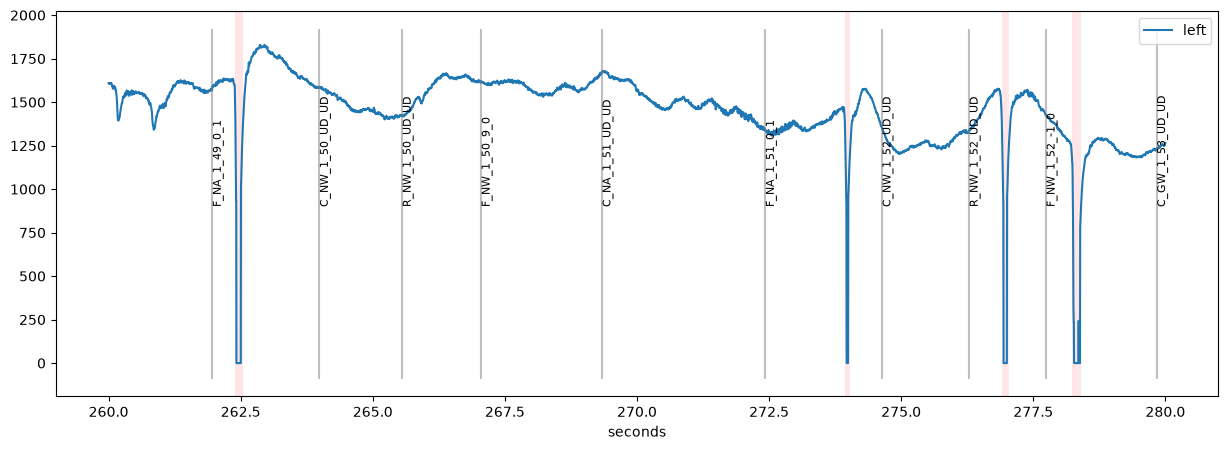 2000
1750
1500
1250
1000
750
500
250
0
left
F_NA_1_49_0_1
C_NW_1_50_UD_UD
R_NW_1_50_UD_UD
F_NW_1_50_9_0
C_NA_1_51_UD_UD
F_NA_1_51_0_1
C_NW_1_52_UD_UD
R_NW_1_52_UD_UD
F_NW_1_52_-1_0
C_GW_1_53_UD_UD
260.0
262.5
265.0
267.5
270.0
272.5
275.0
277.5
280.0
seconds